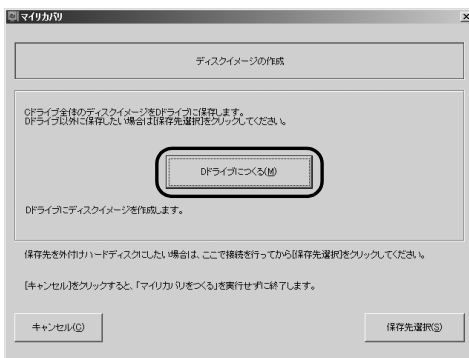 マイリカバリ
ディスクイメージの作成
Cドライブ全体のディスクイメージをDドライブに保存します。
Dドライブ以外に保存したい場合は[保存先選択]をクリックしてください。
Dドライブにつくる(M)
Dドライブにディスクイメージを作成します。
保存先を外付けハードディスクにしたい場合は、ここで接続を行ってから[保存先選択]をクリックしてください。
[キャンセル]をクリックすると、「マイリカバリをつくる」を実行せずに終了します。
キャンセル(C)
保存先選択(S)